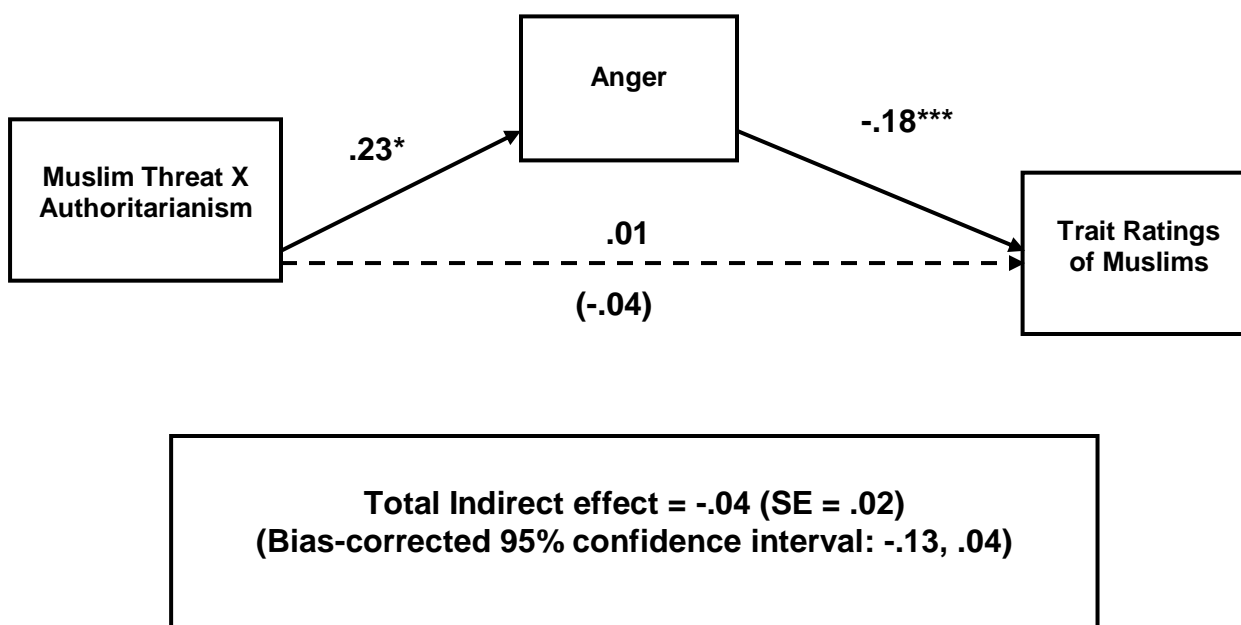 Anger
-.18***
.23*
Muslim Threat X
Authoritarianism
.01
Trait Ratings
of Muslims
(-.04)
Total Indirect effect = -.04 (SE = .02)
(Bias-corrected 95% confidence interval: -.13, .04)